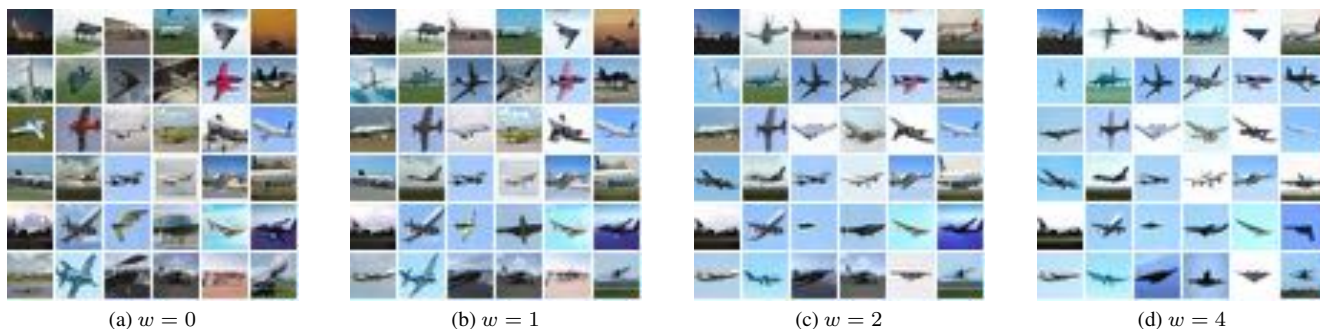 (a) w = 0
(b) w = 1
(c) w = 2
(d) w = 4